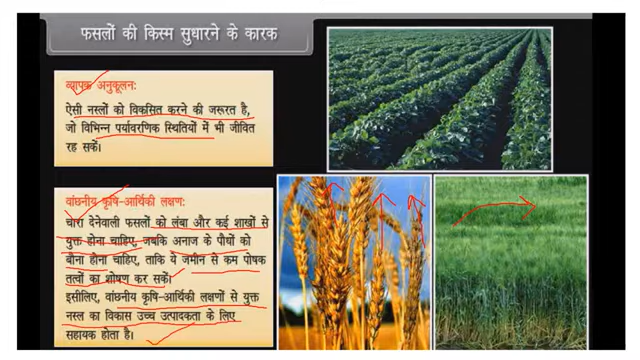 फसलों की किस्म सुधारने के कारक
व्यापक अनुकूलन:
ऐसी नस्लों को विकसित करने की जरूरत है,
जो विभिन्न पर्यावरणिक स्थितियों में भी जीवित
रह सकें।
वांछनीय कृषि-आर्थिकी लक्षण:
चारा देनेवाली फसलों को लंबा और कई शाखों से
युक्त होना चाहिए, जबकि अनाज के पौधों को
बौना होना चाहिए, ताकि ये जमीन से कम पोषक
तत्वों का शोषण कर सकें।
इसीलिए, वांछनीय कृषि-आर्थिकी लक्षणों से युक्त
नस्ल का विकास उच्च उत्पादकता के लिए
सहायक होता है।